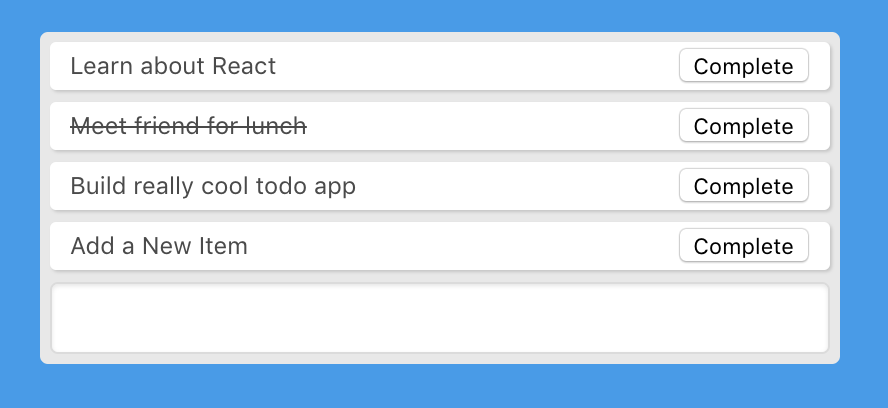 Learn about React Complete
Meet friend for lunch Complete
Build really cool todo app Complete
Add a New Item Complete